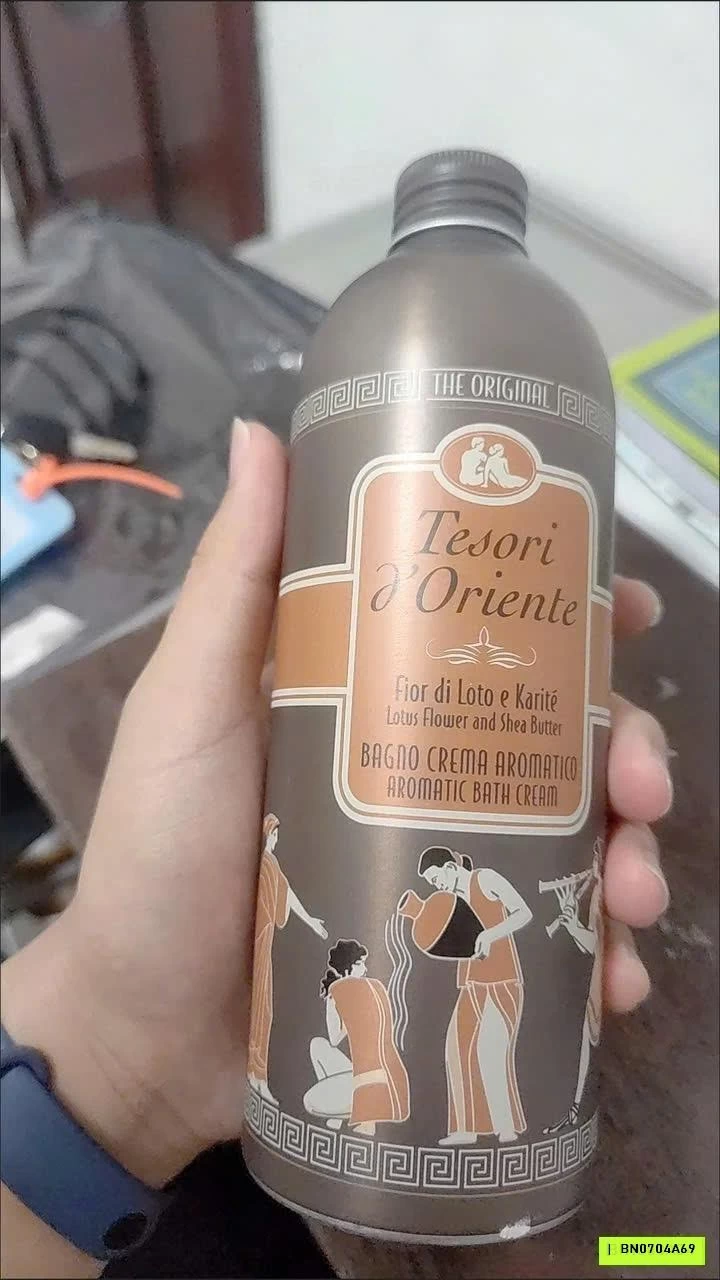 THE ORIGINAL
Tesori
d'Oriente
Fior di Loto e Karité
Lotus Flower and Shea Butter
BAGNO CREMA AROMATICO
AROMATIC BATH CREAM
BN0704A69